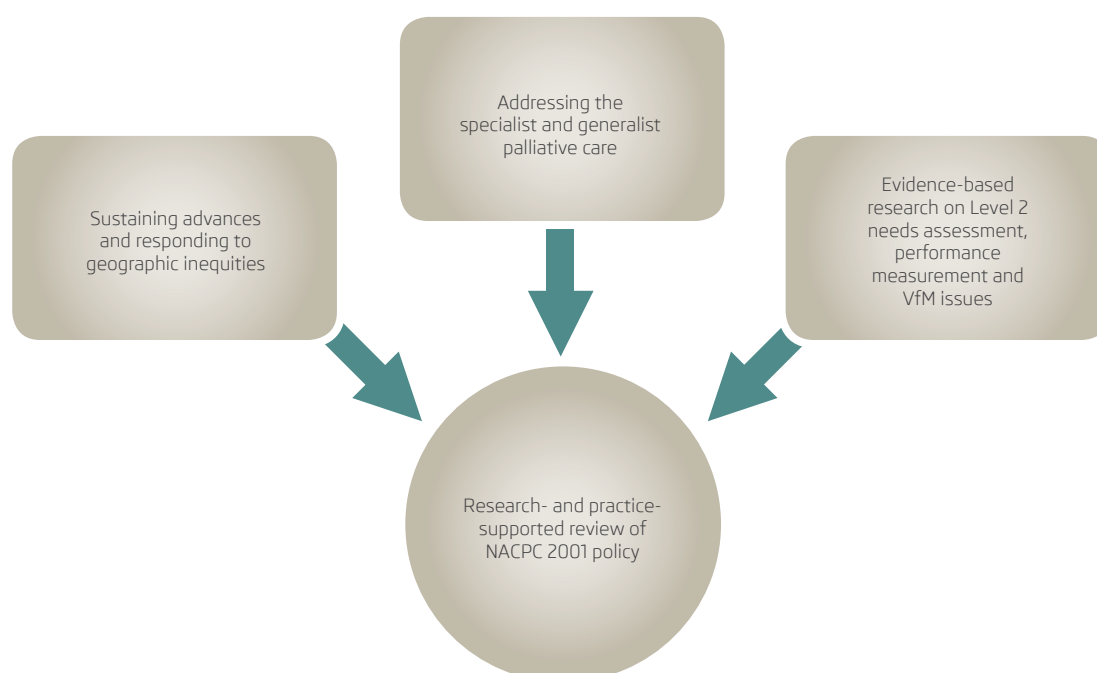 Addressing the
specialist and generalist
palliative care
Sustaining advances
and responding to
geographic inequities
Evidence-based
research on Level 2
needs assessment,
performance
measurement and
VfM issues
Research- and practice-
supported review of
NACPC 2001 policy